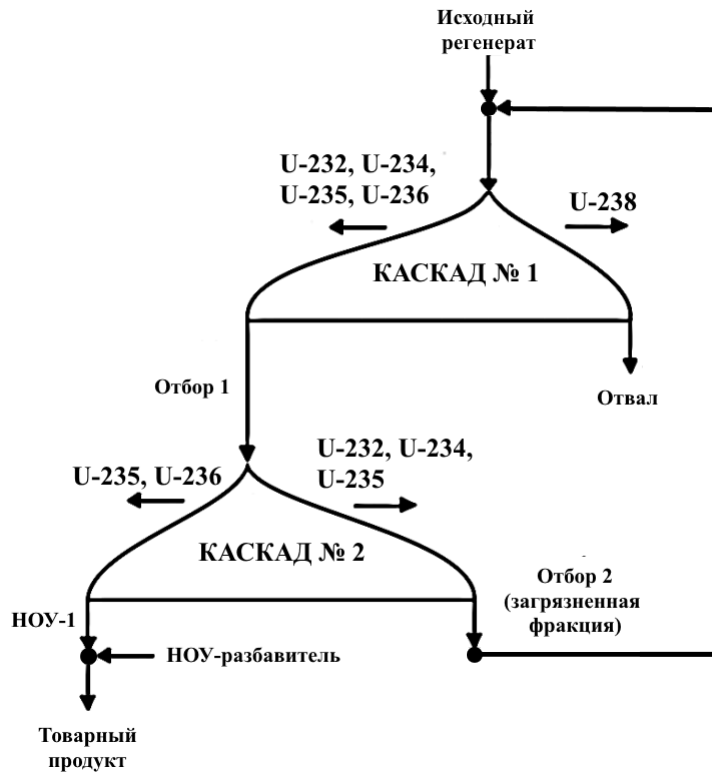 Исходный
регенерат
U-232, U-234,
U-235, U-236
U-238
КАСКАД № 1
Отбор 1
Отвал
U-235, U-236
U-232, U-234,
U-235
КАСКАД № 2
Отбор 2
(загрязненная
фракция)
НОУ-1
НОУ-разбавитель
Товарный
продукт